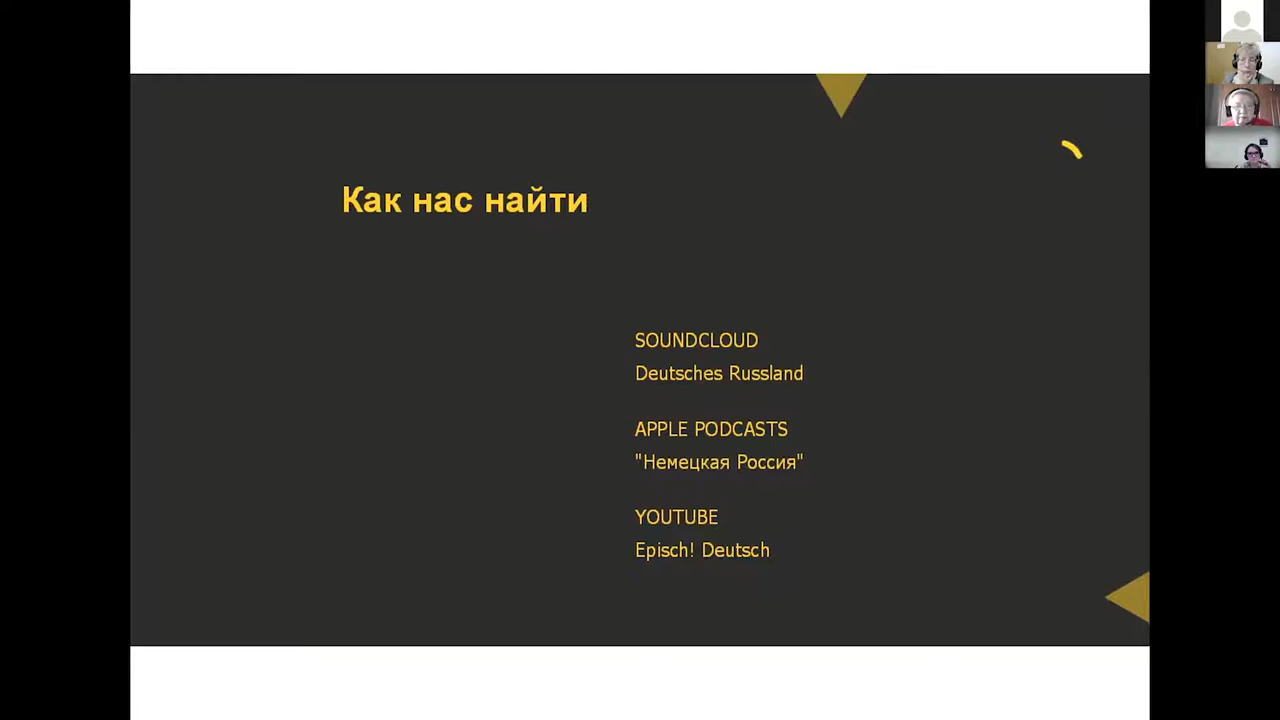 Как нас найти
SOUNDCLOUD
Deutsches Russland
APPLE PODCASTS
"Немецкая Россия"
YOUTUBE
Episch! Deutsch